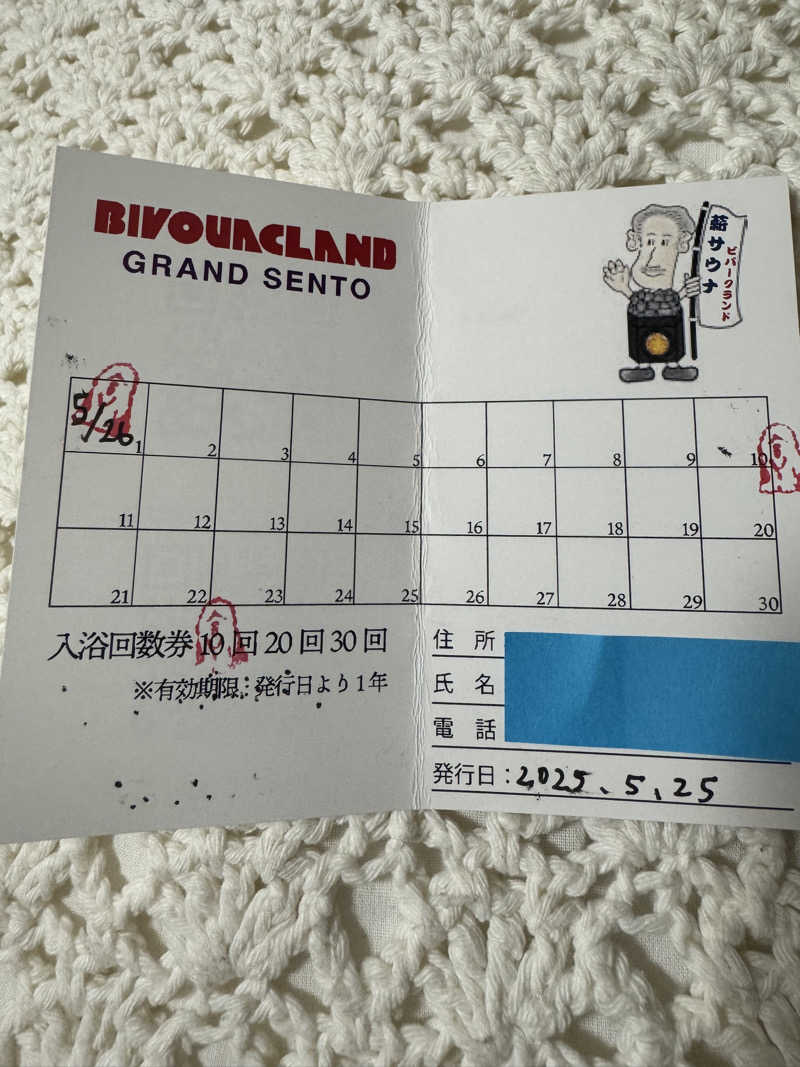 BIVOUACLAND
GRAND SENTO
薪サウナ
ビバークランド
5/26
1 2 3 4 5 6 7 8 9 10
11 12 13 14 15 16 17 18 19 20
21 22 23 24 25 26 27 28 29 30
入浴回数券 10回 20回 30回
※有効期限：発行日より1年
住所
氏名
電話
発行日：2025.5.25